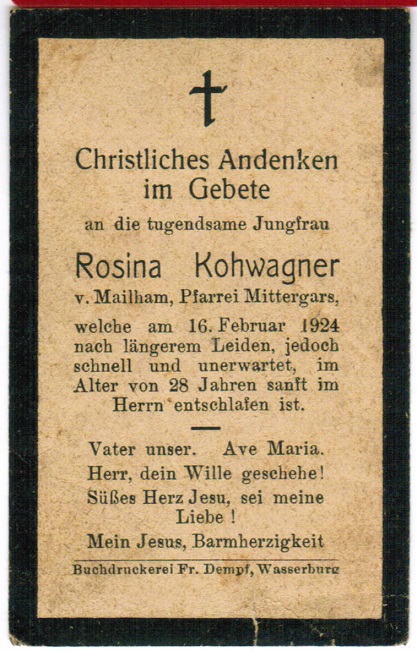 Christliches Andenken
im Gebete
an die tugendsame Jungfrau
Rosina Kohwagner
v. Mailham, Pfarrei Mittergars,
welche am 16. Februar 1924
nach längerem Leiden, jedoch
schnell und unerwartet, im
Alter von 28 Jahren sanft im
Herrn entschlafen ist.
Vater unser. Ave Maria.
Herr, dein Wille geschehe!
Süßes Herz Jesu, sei meine
Liebe!
Mein Jesus, Barmherzigkeit
Buchdruckerei Fr. Dempf, Wasserburg